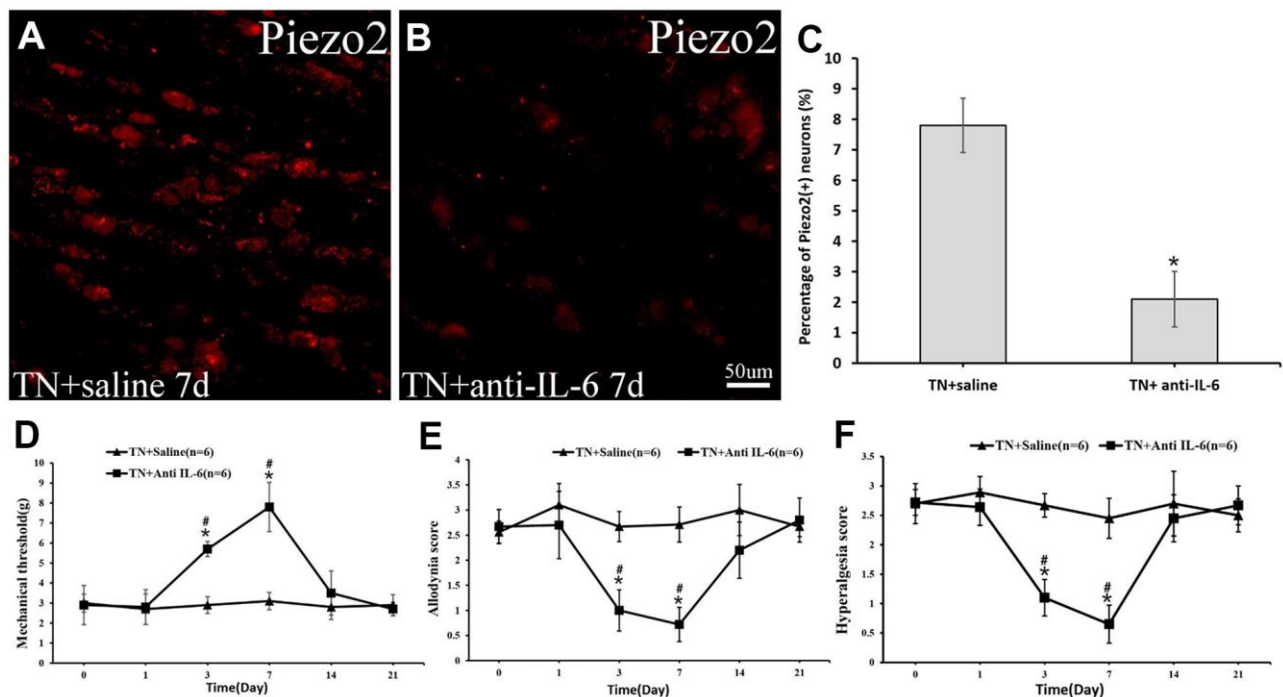 A
Piezo2
TN+saline 7d
B
Piezo2
TN+anti-IL-6 7d
50um
C
Percentage of Piezo2(+) neurons (%)
10
9
8
7
6
5
4
3
2
1
0
*
TN+saline
TN+ anti-IL-6
D
TN+Saline(n=6)
TN+Anti IL-6(n=6)
Mechanical threshold(g)
10
9
8
7
6
5
4
3
2
1
0
#
*
#
*
0
1
3
7
14
21
Time(Day)
E
TN+Saline(n=6)
TN+Anti IL-6(n=6)
Allodynia score
4
3.5
3
2.5
2
1.5
1
0.5
0
#
*
#
*
0
1
3
7
14
21
Time(Day)
F
TN+Saline(n=6)
TN+Anti IL-6(n=6)
Hyperalgesia score
3.5
3
2.5
2
1.5
1
0.5
0
#
*
#
*
0
1
3
7
14
21
Time(Day)